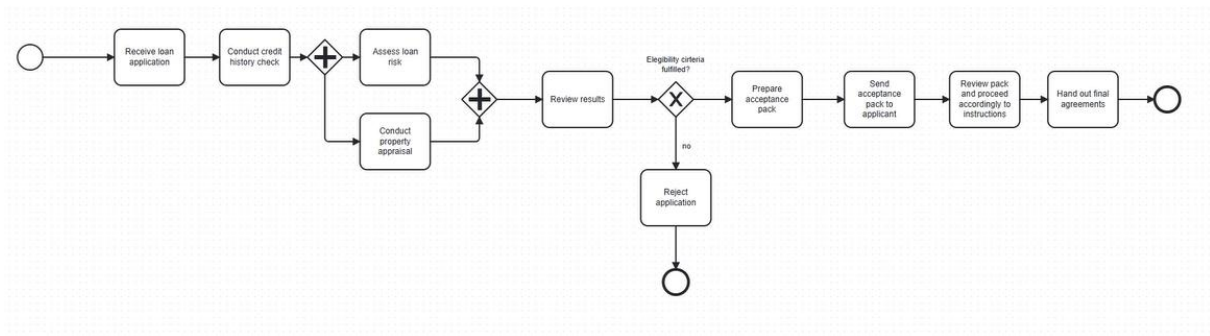 Receive loan
application
Conduct credit
history check
Assess loan
risk
Conduct
property
appraisal
Review results
Elegibility cirteria
fulfilled?
no
Reject
application
Prepare
acceptance
pack
Send
acceptance
pack to
applicant
Review pack
and proceed
accordingly to
instructions
Hand out final
agreements